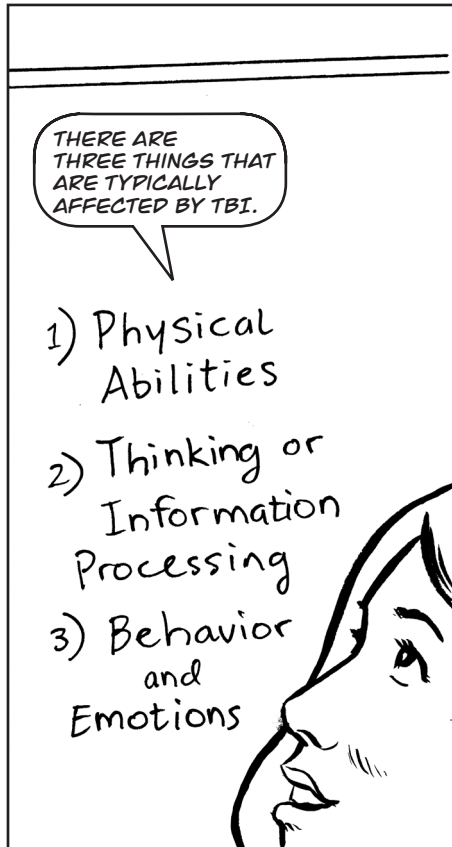 THERE ARE
THREE THINGS THAT
ARE TYPICALLY
AFFECTED BY TBI.
1) Physical
Abilities
2) Thinking or
Information
Processing
3) Behavior
and
Emotions